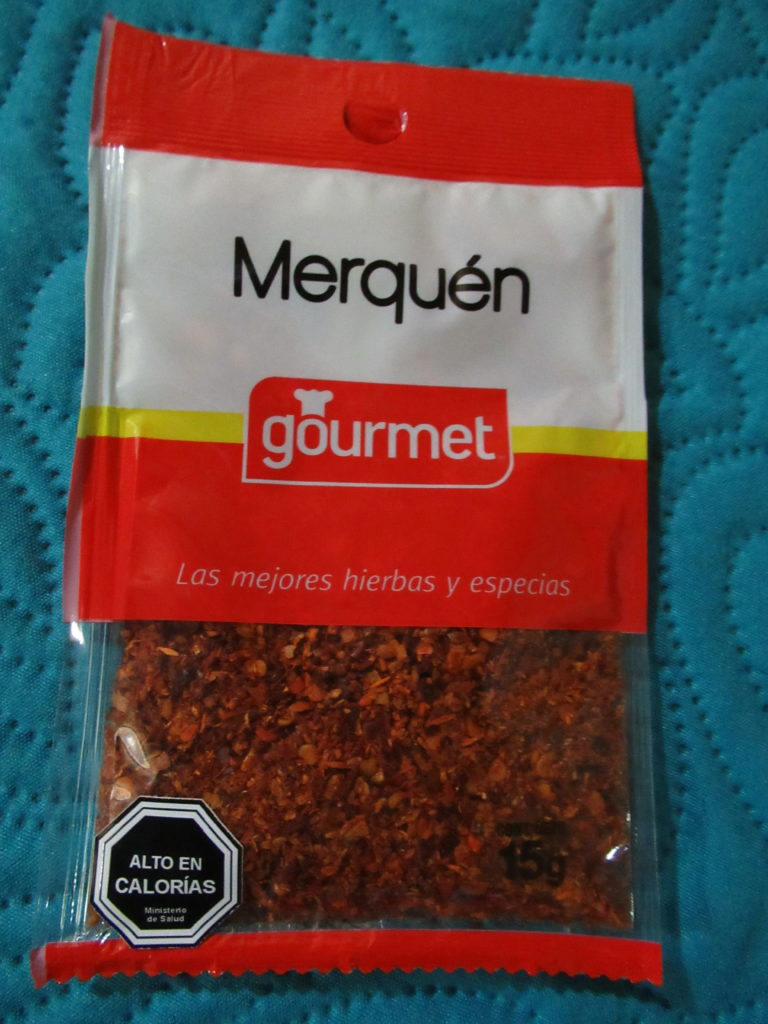 Merquén
gourmet
Las mejores hierbas y especias
15g
ALTO EN
CALORÍAS
Ministerio
de Salud